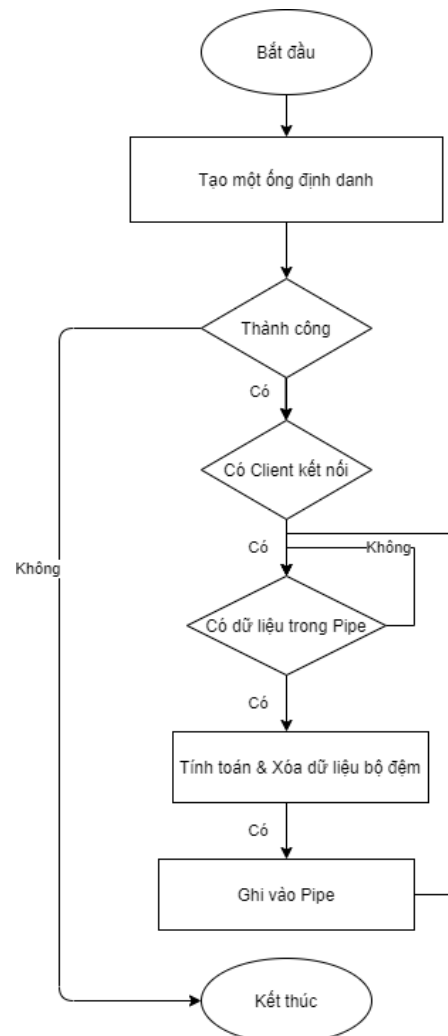 Bắt đầu
Tạo một ống định danh
Thành công
Có
Có Client kết nối
Có
Không
Không
Có dữ liệu trong Pipe
Có
Tính toán & Xóa dữ liệu bộ đệm
Có
Ghi vào Pipe
Kết thúc